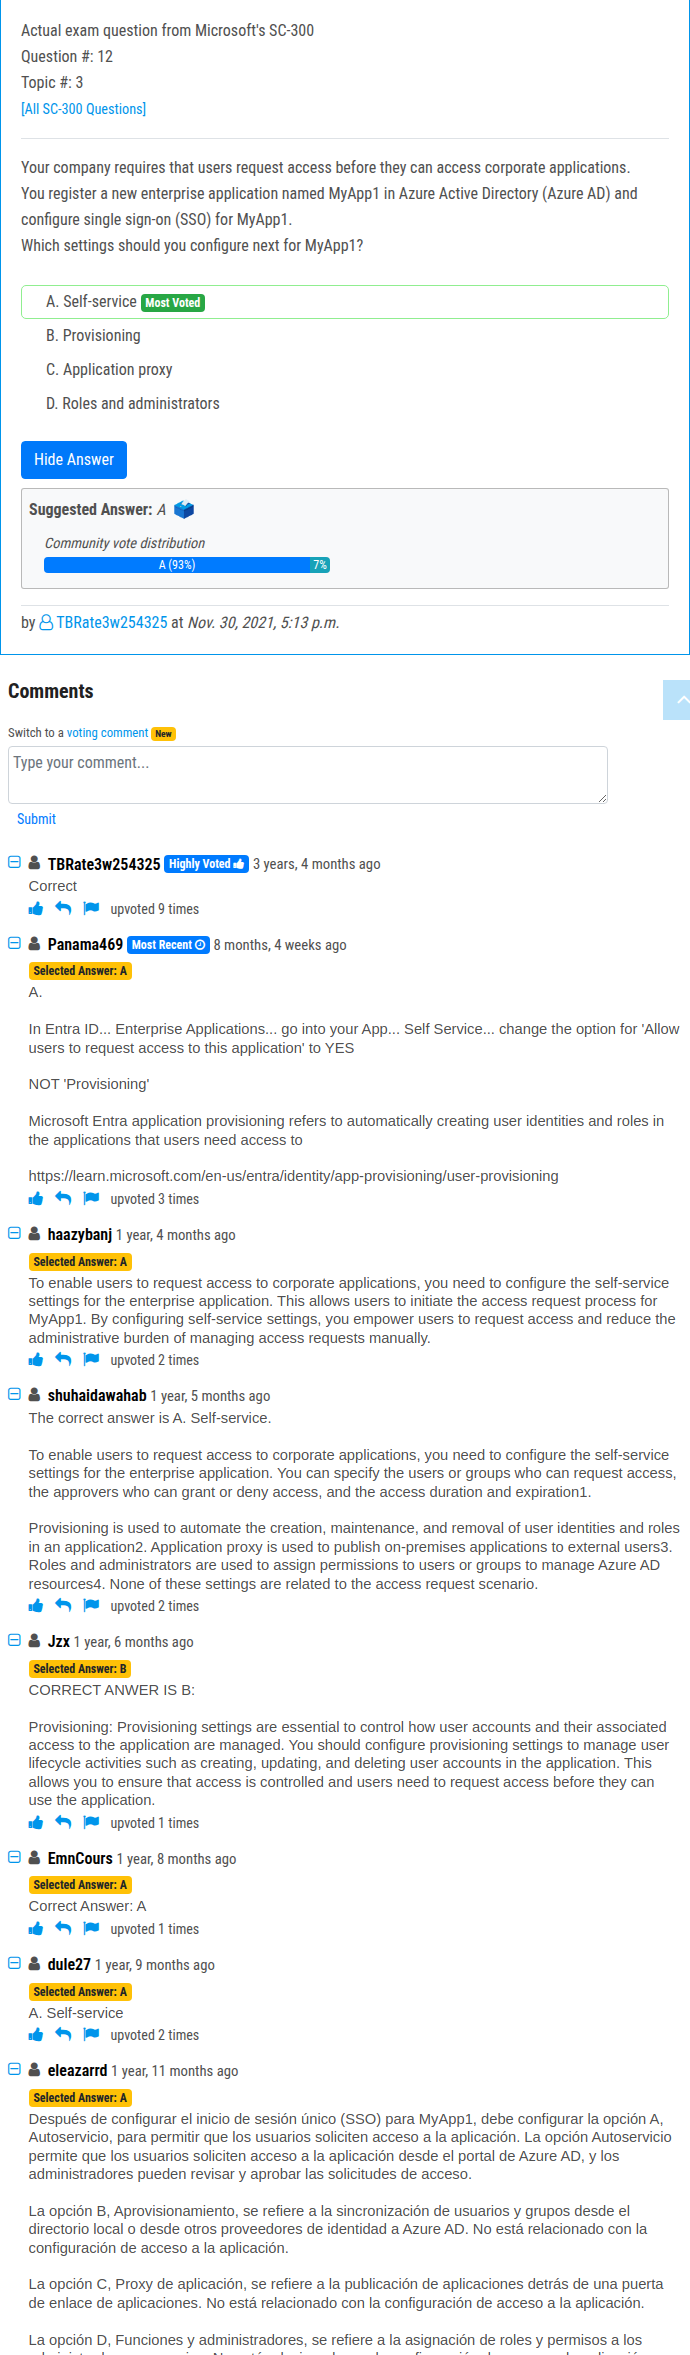 Actual exam question from Microsoft's SC-300
Question #: 12
Topic #: 3
[All SC-300 Questions]
Your company requires that users request access before they can access corporate applications.
You register a new enterprise application named MyApp1 in Azure Active Directory (Azure AD) and
configure single sign-on (SSO) for MyApp1.
Which settings should you configure next for MyApp1?
A. Self-service Most Voted
B. Provisioning
C. Application proxy
D. Roles and administrators
Hide Answer
Suggested Answer: A
Community vote distribution
A (93%) 7%
by TBRate3w254325 at Nov. 30, 2021, 5:13 p.m.
Comments
Switch to a voting comment New
Type your comment...
Submit
TBRate3w254325 Highly Voted 3 years, 4 months ago
Correct
upvoted 9 times
Panama469 Most Recent 8 months, 4 weeks ago
Selected Answer: A
A.
In Entra ID... Enterprise Applications... go into your App... Self Service... change the option for 'Allow
users to request access to this application' to YES
NOT 'Provisioning'
Microsoft Entra application provisioning refers to automatically creating user identities and roles in
the applications that users need access to
https://learn.microsoft.com/en-us/entra/identity/app-provisioning/user-provisioning
upvoted 3 times
haazybanj 1 year, 4 months ago
Selected Answer: A
To enable users to request access to corporate applications, you need to configure the self-service
settings for the enterprise application. This allows users to initiate the access request process for
MyApp1. By configuring self-service settings, you empower users to request access and reduce the
administrative burden of managing access requests manually.
upvoted 2 times
shuhaidawahab 1 year, 5 months ago
The correct answer is A. Self-service.
To enable users to request access to corporate applications, you need to configure the self-service
settings for the enterprise application. You can specify the users or groups who can request access,
the approvers who can grant or deny access, and the access duration and expiration1.
Provisioning is used to automate the creation, maintenance, and removal of user identities and roles
in an application2. Application proxy is used to publish on-premises applications to external users3.
Roles and administrators are used to assign permissions to users or groups to manage Azure AD
resources4. None of these settings are related to the access request scenario.
upvoted 2 times
Jzx 1 year, 6 months ago
Selected Answer: B
CORRECT ANWER IS B:
Provisioning: Provisioning settings are essential to control how user accounts and their associated
access to the application are managed. You should configure provisioning settings to manage user
lifecycle activities such as creating, updating, and deleting user accounts in the application. This
allows you to ensure that access is controlled and users need to request access before they can
use the application.
upvoted 1 times
EmnCours 1 year, 8 months ago
Selected Answer: A
Correct Answer: A
upvoted 1 times
dule27 1 year, 9 months ago
Selected Answer: A
A. Self-service
upvoted 2 times
eleazarrd 1 year, 11 months ago
Selected Answer: A
Después de configurar el inicio de sesión único (SSO) para MyApp1, debe configurar la opción A,
Autoservicio, para permitir que los usuarios soliciten acceso a la aplicación. La opción Autoservicio
permite que los usuarios soliciten acceso a la aplicación desde el portal de Azure AD, y los
administradores pueden revisar y aprobar las solicitudes de acceso.
La opción B, Aprovisionamiento, se refiere a la sincronización de usuarios y grupos desde el
directorio local o desde otros proveedores de identidad a Azure AD. No está relacionado con la
configuración de acceso a la aplicación.
La opción C, Proxy de aplicación, se refiere a la publicación de aplicaciones detrás de una puerta
de enlace de aplicaciones. No está relacionado con la configuración de acceso a la aplicación.
La opción D, Funciones y administradores, se refiere a la asignación de roles y permisos a los